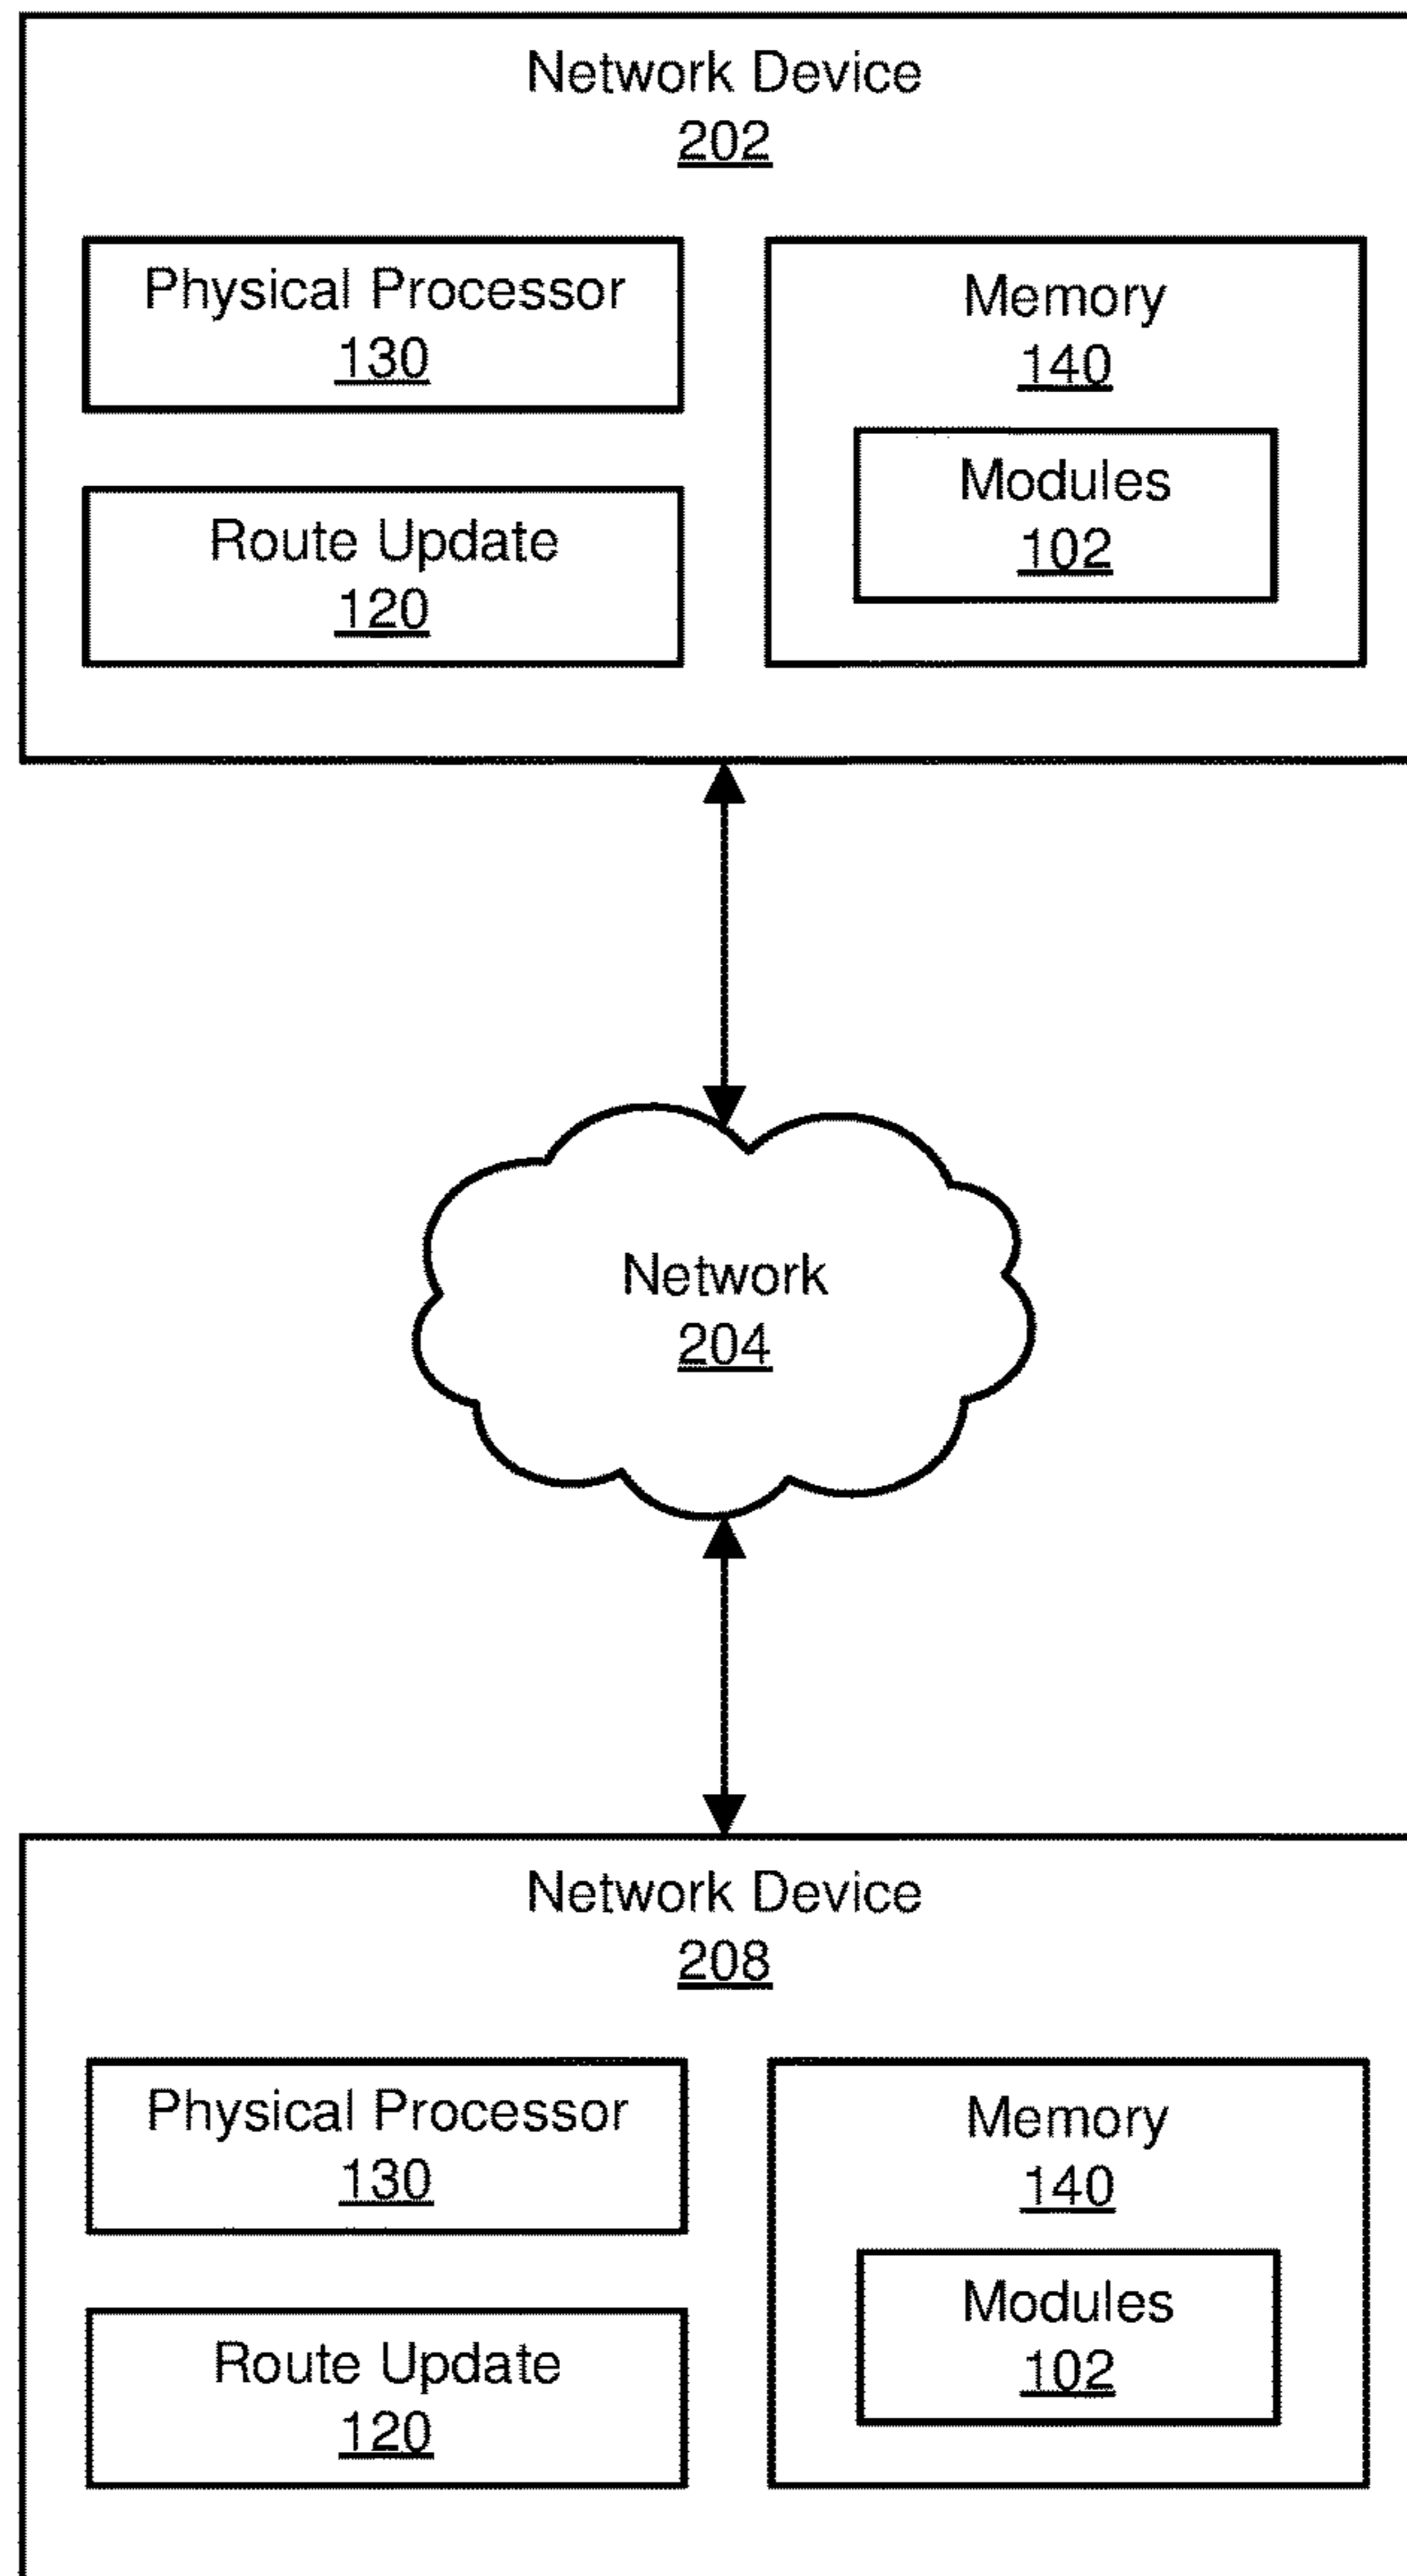 Network Device
202
Physical Processor
130
Memory
140
Modules
102
Route Update
120
Network
204
Network Device
208
Physical Processor
130
Memory
140
Modules
102
Route Update
120